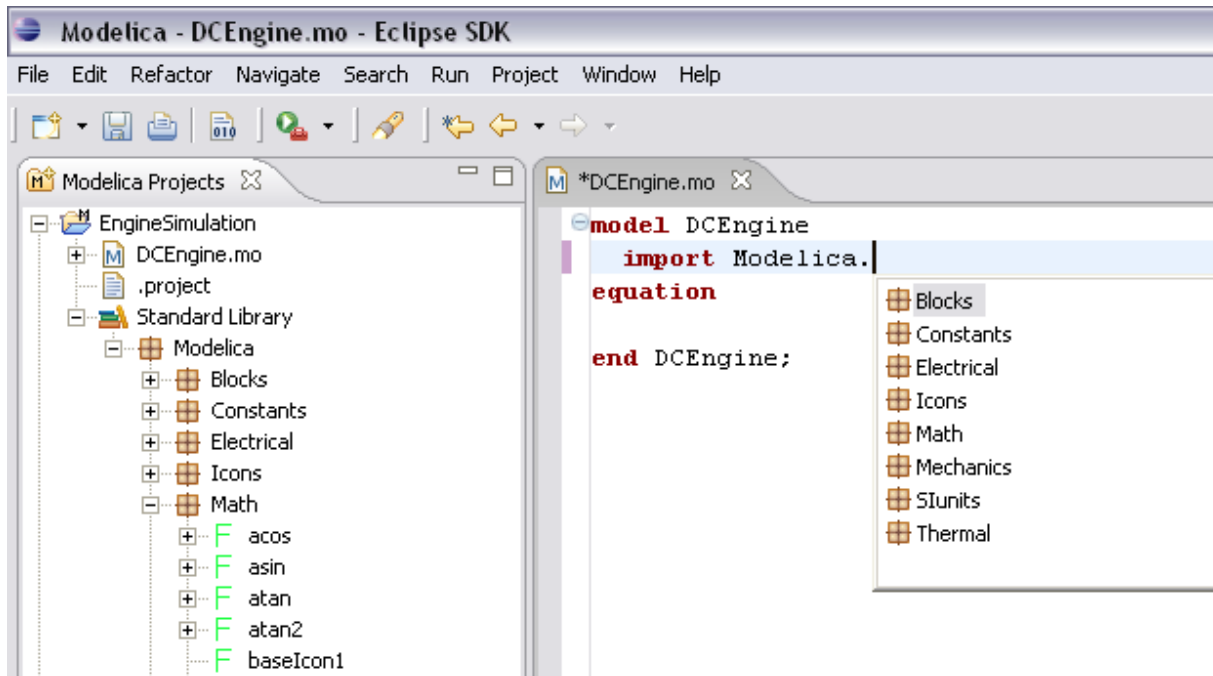 Modelica - DCEngine.mo - Eclipse SDK
File Edit Refactor Navigate Search Run Project Window Help
010
Modelica Projects
EngineSimulation
DCEngine.mo
.project
Standard Library
Modelica
Blocks
Constants
Electrical
Icons
Math
acos
asin
atan
atan2
baseIcon1
*DCEngine.mo
model DCEngine
import Modelica.
equation
end DCEngine;
Blocks
Constants
Electrical
Icons
Math
Mechanics
SIunits
Thermal